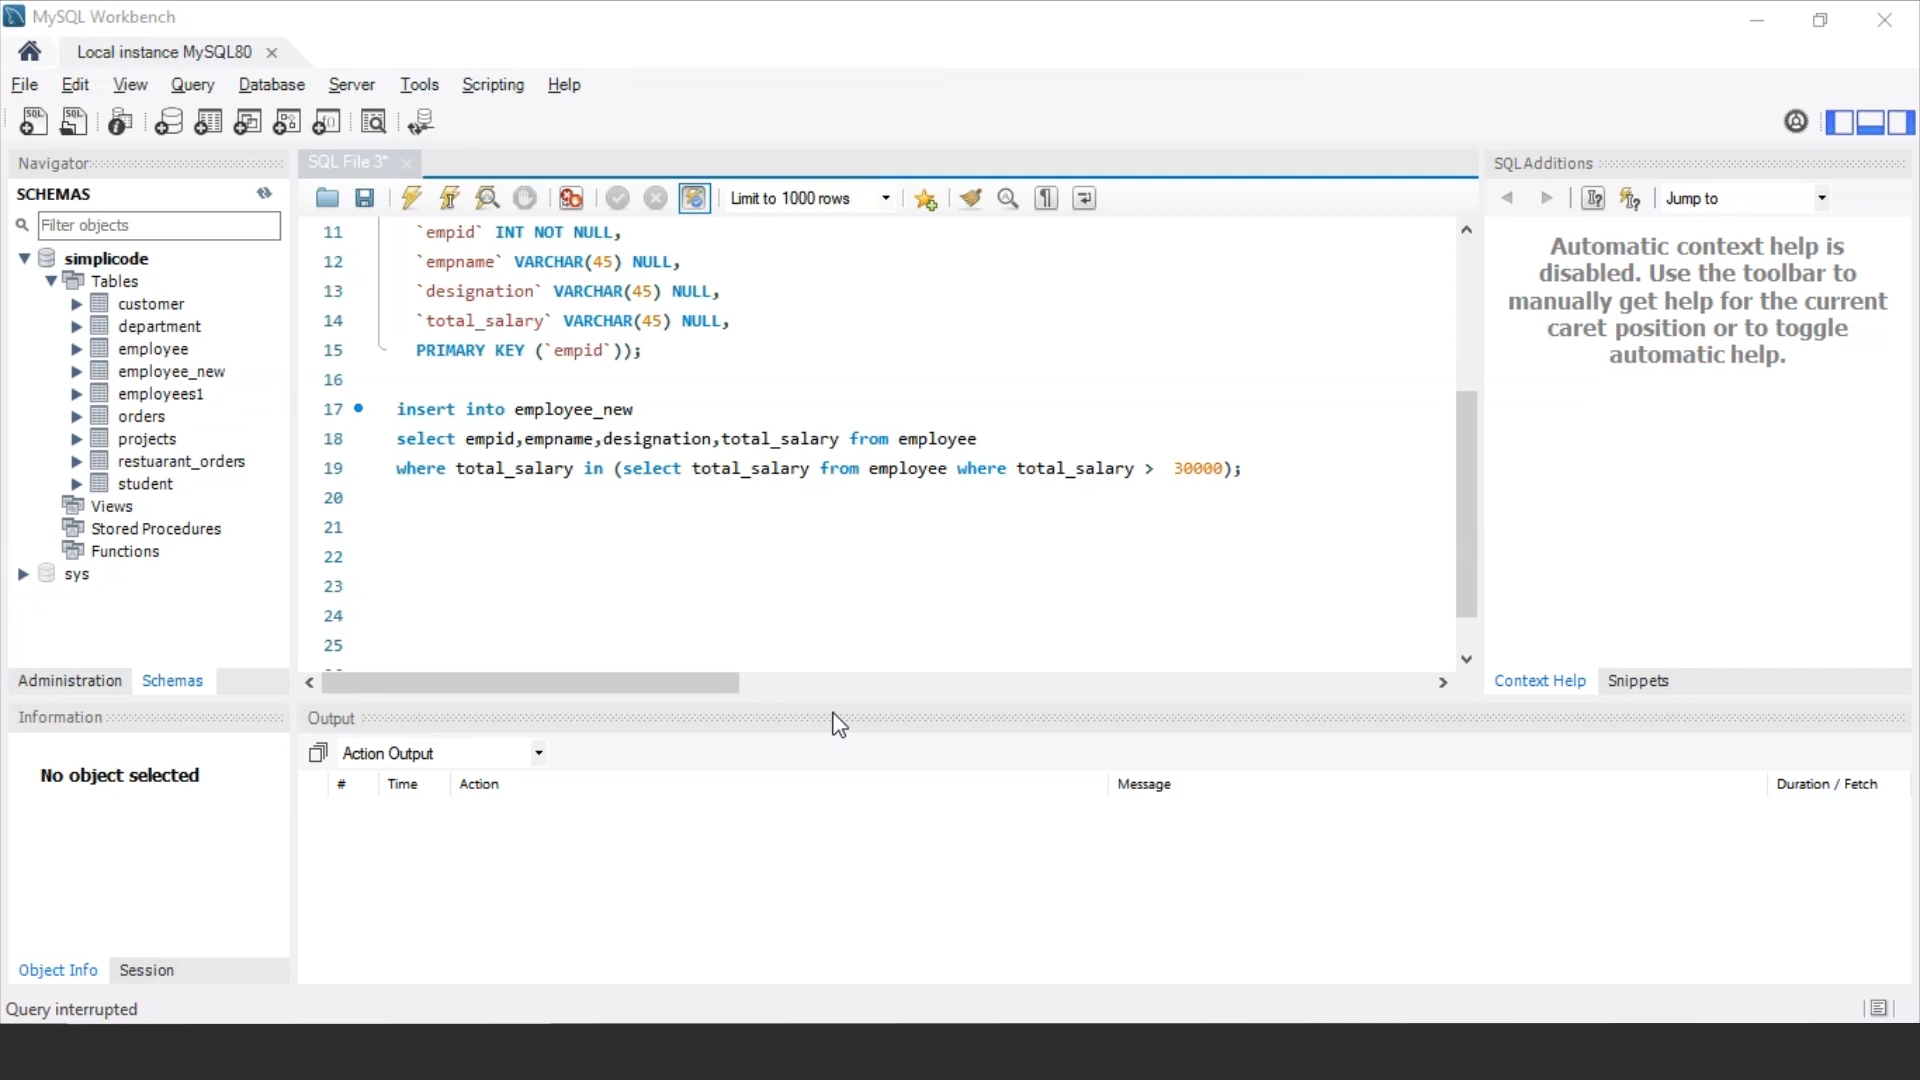 MySQL Workbench
Local instance MySQL80
File Edit View Query Database Server Tools Scripting Help
Navigator
SCHEMAS
Filter objects
simplicode
Tables
customer
department
employee
employee_new
employees1
orders
projects
restuarant_orders
student
Views
Stored Procedures
Functions
sys
Administration Schemas
Information
No object selected
Object Info Session
Query interrupted
SQL File 3*
Limit to 1000 rows
11 `empid` INT NOT NULL,
12 `empname` VARCHAR(45) NULL,
13 `designation` VARCHAR(45) NULL,
14 `total_salary` VARCHAR(45) NULL,
15 PRIMARY KEY (`empid`));
16
17 insert into employee_new
18 select empid,empname,designation,total_salary from employee
19 where total_salary in (select total_salary from employee where total_salary > 30000);
20
21
22
23
24
25
Output
Action Output
# Time Action Message Duration / Fetch
SQLAdditions
Jump to
Automatic context help is
disabled. Use the toolbar to
manually get help for the current
caret position or to toggle
automatic help.
Context Help Snippets